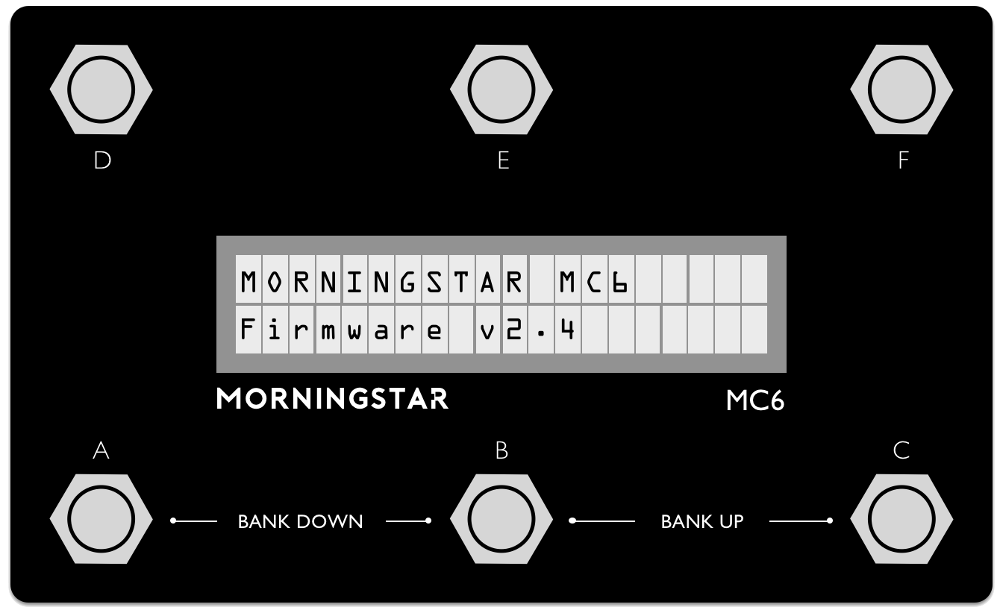 D E F
MORNINGSTAR MC6
Firmware v2.4
MORNINGSTAR MC6
A B C
BANK DOWN BANK UP